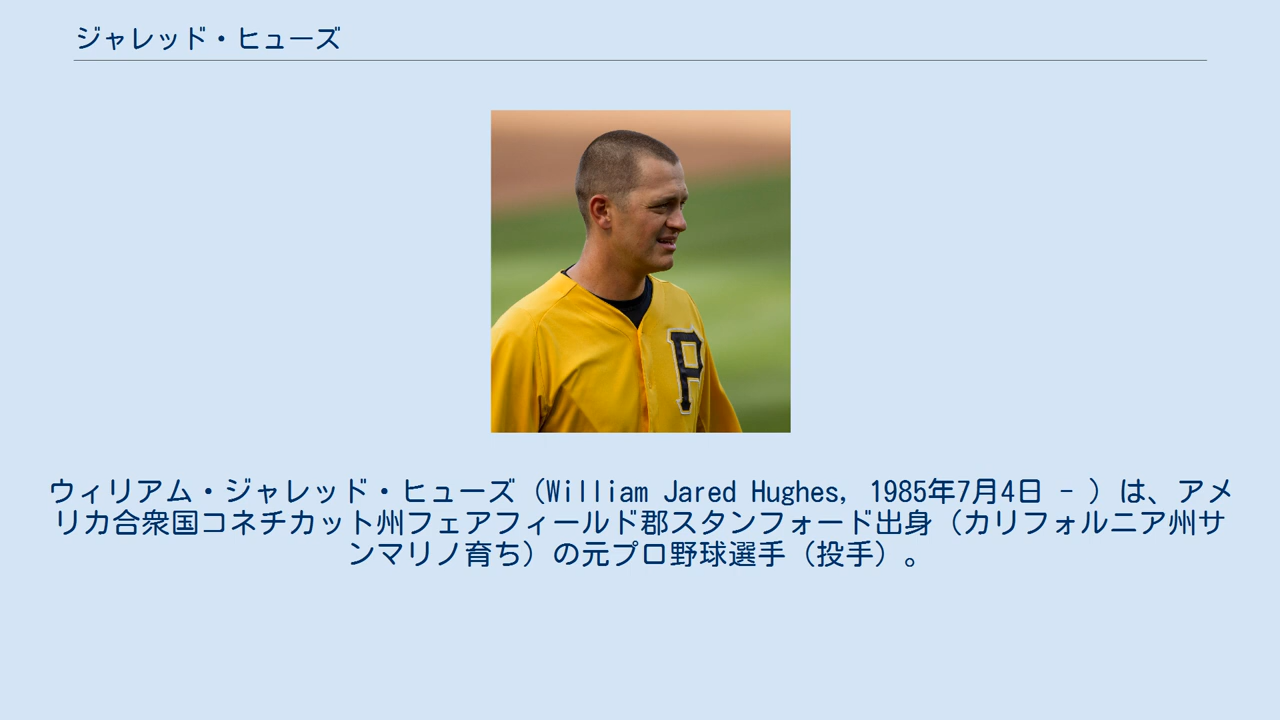 ジャレッド・ヒューズ
P
ウィリアム・ジャレッド・ヒューズ（William Jared Hughes, 1985年7月4日 - ）は、アメ
リカ合衆国コネチカット州フェアフィールド郡スタンフォード出身（カリフォルニア州サ
ンマリノ育ち）の元プロ野球選手（投手）。